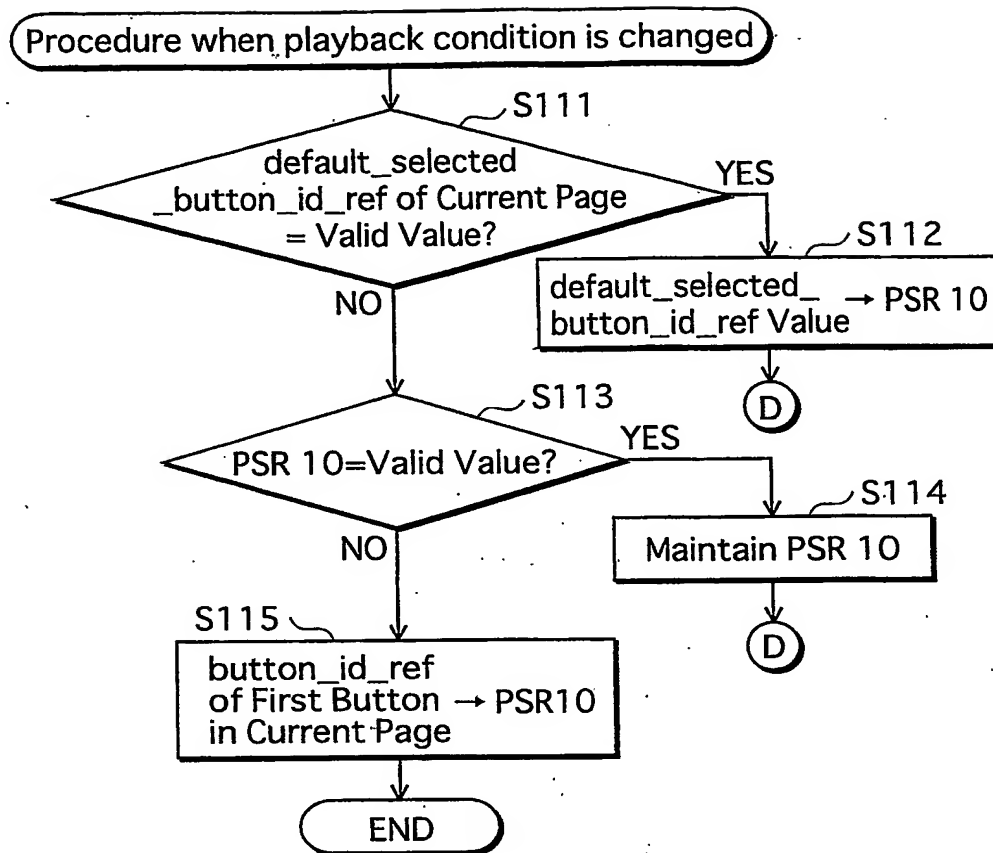 Procedure when playback condition is changed
S111
default_selected
_button_id_ref of Current Page
= Valid Value?
YES
S112
NO
default_selected_
button_id_ref Value → PSR 10
D
S113
YES
PSR 10=Valid Value?
S114
NO
Maintain PSR 10
S115
D
button_id_ref
of First Button → PSR10
in Current Page
END